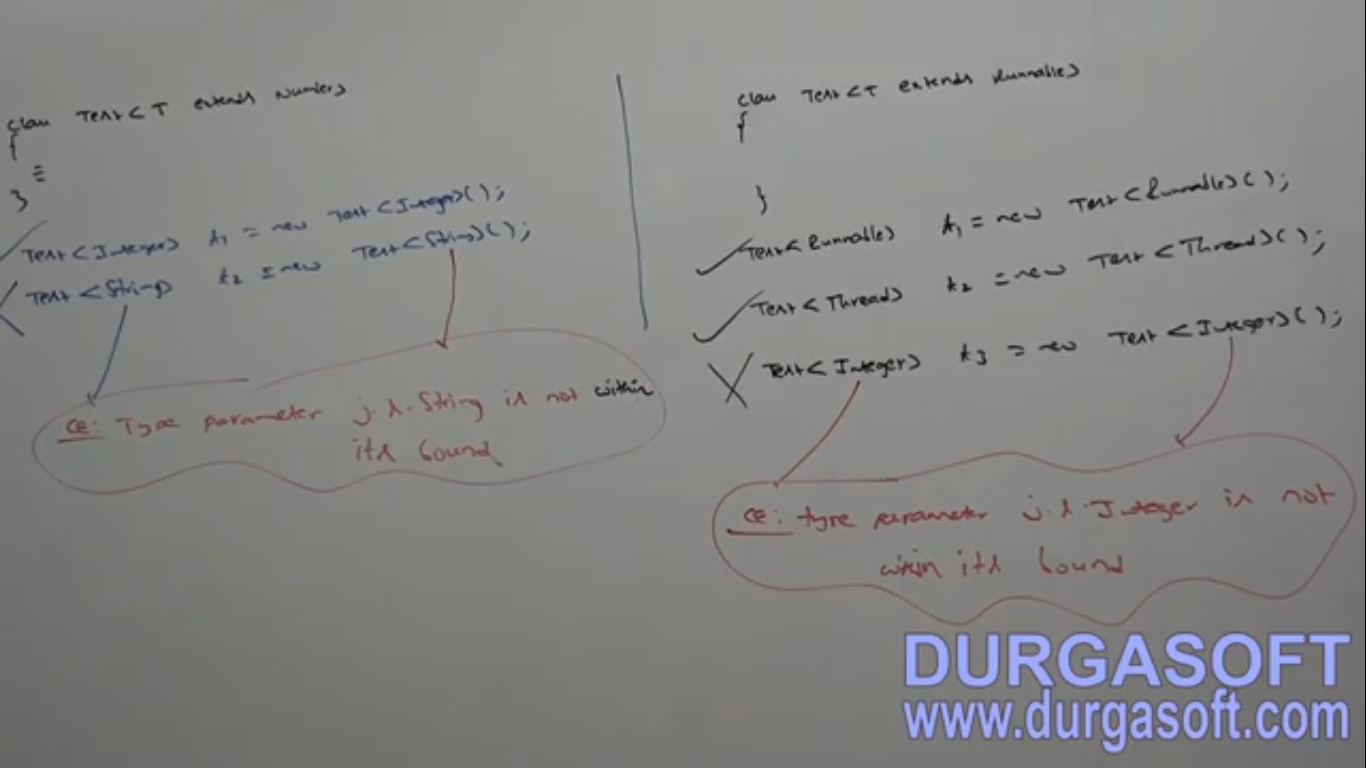 class Test<T extends Number>
{
≡
}
Test<Integer> t1 = new Test<Integer>();
Test<String> t2 = new Test<String>();
CE: Type parameter j.l.String is not within
its bound
class Test<T extends Runnable>
{
}
Test<Runnable> t1 = new Test<Runnable>();
Test<Thread> t2 = new Test<Thread>();
Test<Integer> t3 = new Test<Integer>();
CE: type parameter j.l.Integer is not
within its bound
DURGASOFT
www.durgasoft.com